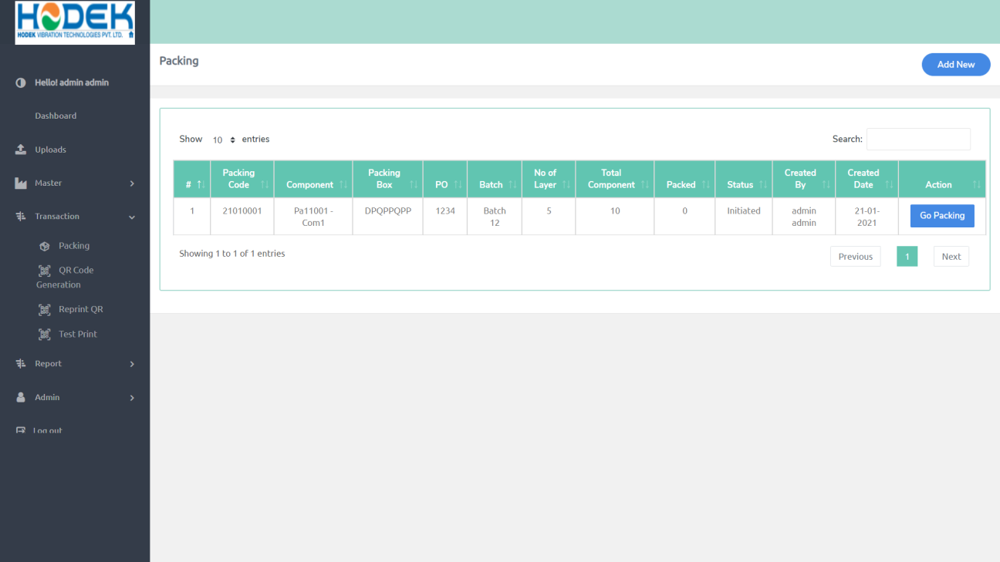 HODEK
HODEK VIBRATION TECHNOLOGIES PVT. LTD.
Hello! admin admin
Dashboard
Uploads
Master
Transaction
Packing
QR Code
Generation
Reprint QR
Test Print
Report
Admin
Log out
Packing
Add New
Show 10 entries
Search:
# Packing Code Component Packing Box PO Batch No of Layer Total Component Packed Status Created By Created Date Action
1 21010001 Pa11001 - Com1 DPQPPQPP 1234 Batch 12 5 10 0 Initiated admin admin 21-01-2021 Go Packing
Showing 1 to 1 of 1 entries
Previous 1 Next